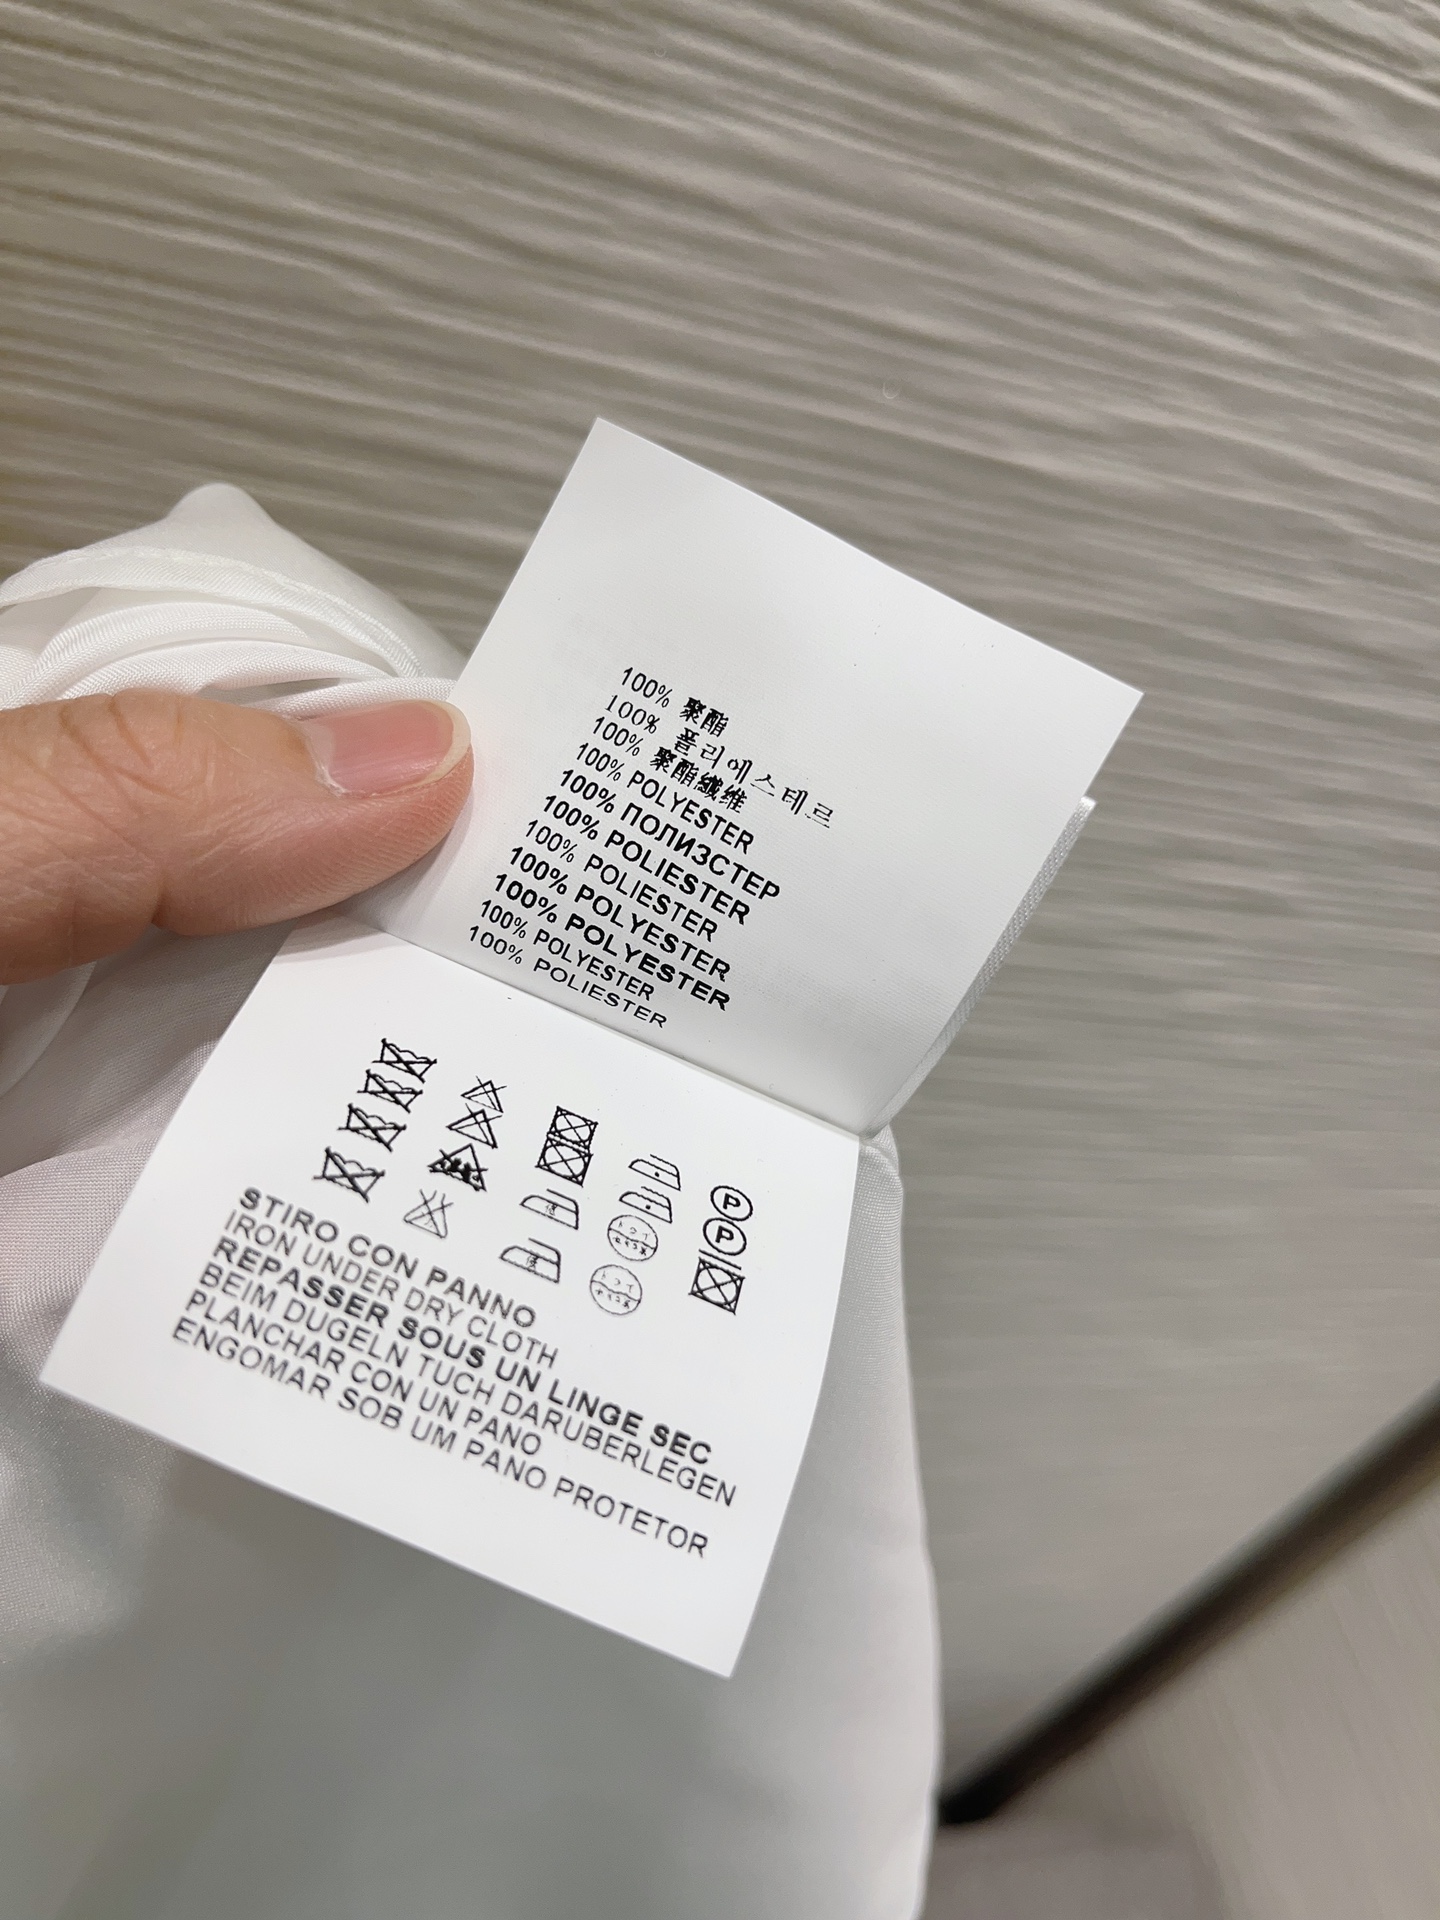 100% 聚酯
100% 폴리에스테르
100% 聚酯纖维
100% POLYESTER
100% ПОЛИЗСТЕР
100% POLIESTER
100% POLIESTER
100% POLYESTER
100% POLYESTER
100% POLYESTER
100% POLIESTER
P
P
STIRO CON PANNO
IRON UNDER DRY CLOTH
REPASSER SOUS UN LINGE SEC
BEIM DUGELN TUCH DARUBERLEGEN
PLANCHAR CON UN PANO
ENGOMAR SOB UM PANO PROTETOR